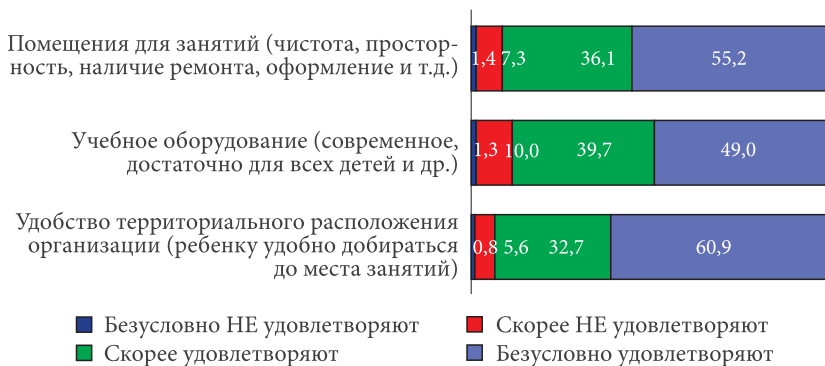 Помещения для занятий (чистота, простор-
ность, наличие ремонта, оформление и т.д.)
1,4 7,3 36,1 55,2
Учебное оборудование (современное,
достаточно для всех детей и др.)
1,3 10,0 39,7 49,0
Удобство территориального расположения
организации (ребенку удобно добираться
до места занятий)
0,8 5,6 32,7 60,9
Безусловно НЕ удовлетворяют
Скорее НЕ удовлетворяют
Скорее удовлетворяют
Безусловно удовлетворяют